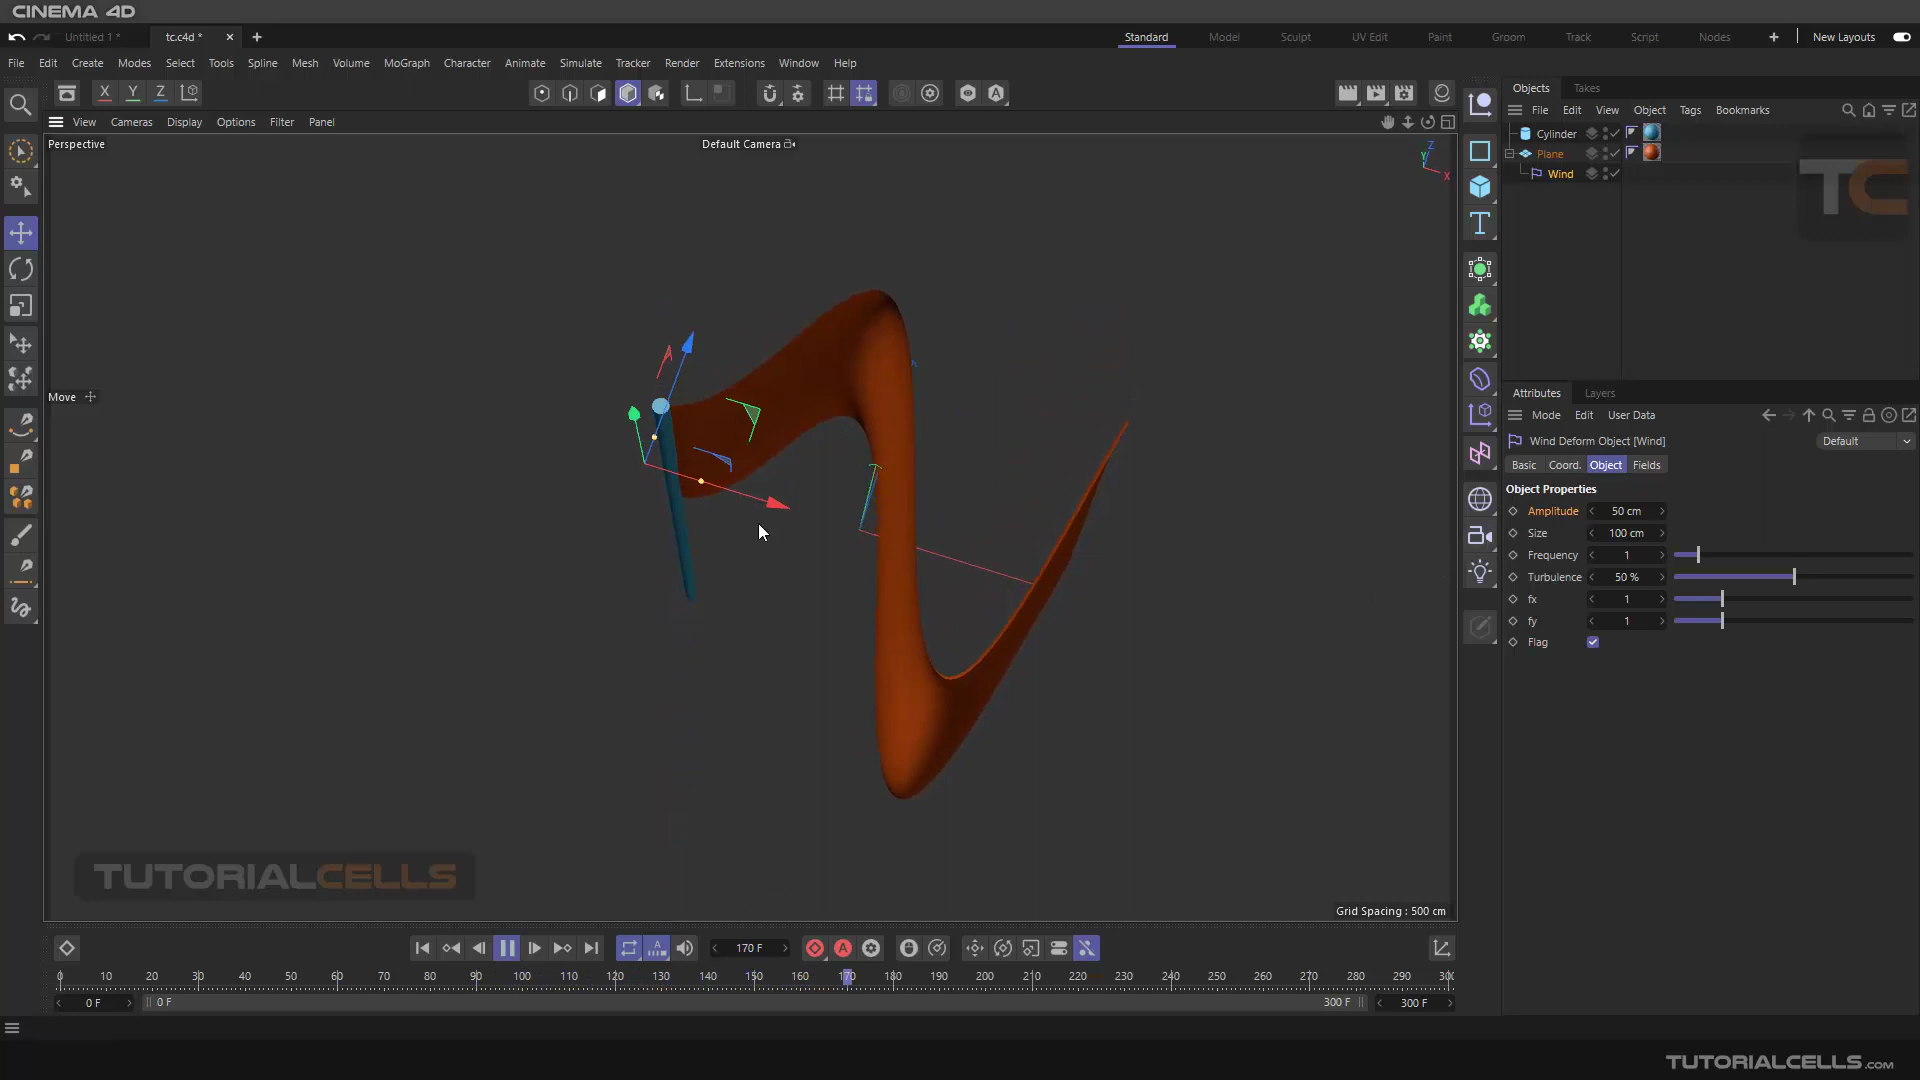 CINEMA 4D
Untitled 1 *
tc.c4d *
Standard
Model
Sculpt
UV Edit
Paint
Groom
Track
Script
Nodes
New Layouts
File Edit Create Modes Select Tools Spline Mesh Volume MoGraph Character Animate Simulate Tracker Render Extensions Window Help
X Y Z
Objects Takes
View Cameras Display Options Filter Panel
File Edit View Object Tags Bookmarks
Perspective
Default Camera
Z
Y
X
Cylinder
Plane
Wind
TC
Move
Attributes Layers
Mode Edit User Data
Wind Deform Object [Wind]
Default
Basic Coord. Object Fields
Object Properties
Amplitude 50 cm
Size 100 cm
Frequency 1
Turbulence 50 %
fx 1
fy 1
Flag
TUTORIALCELLS
Grid Spacing : 500 cm
170 F
0 10 20 30 40 50 60 70 80 90 100 110 120 130 140 150 160 170 180 190 200 210 220 230 240 250 260 270 280 290 30
0 F
0 F
300 F
300 F
TUTORIALCELLS.COM